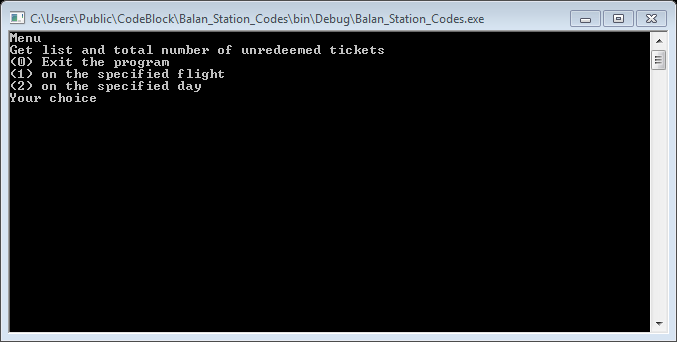 C:\Users\Public\CodeBlock\Balan_Station_Codes\bin\Debug\Balan_Station_Codes.exe
Menu
Get list and total number of unredeemed tickets
(0) Exit the program
(1) on the specified flight
(2) on the specified day
Your choice